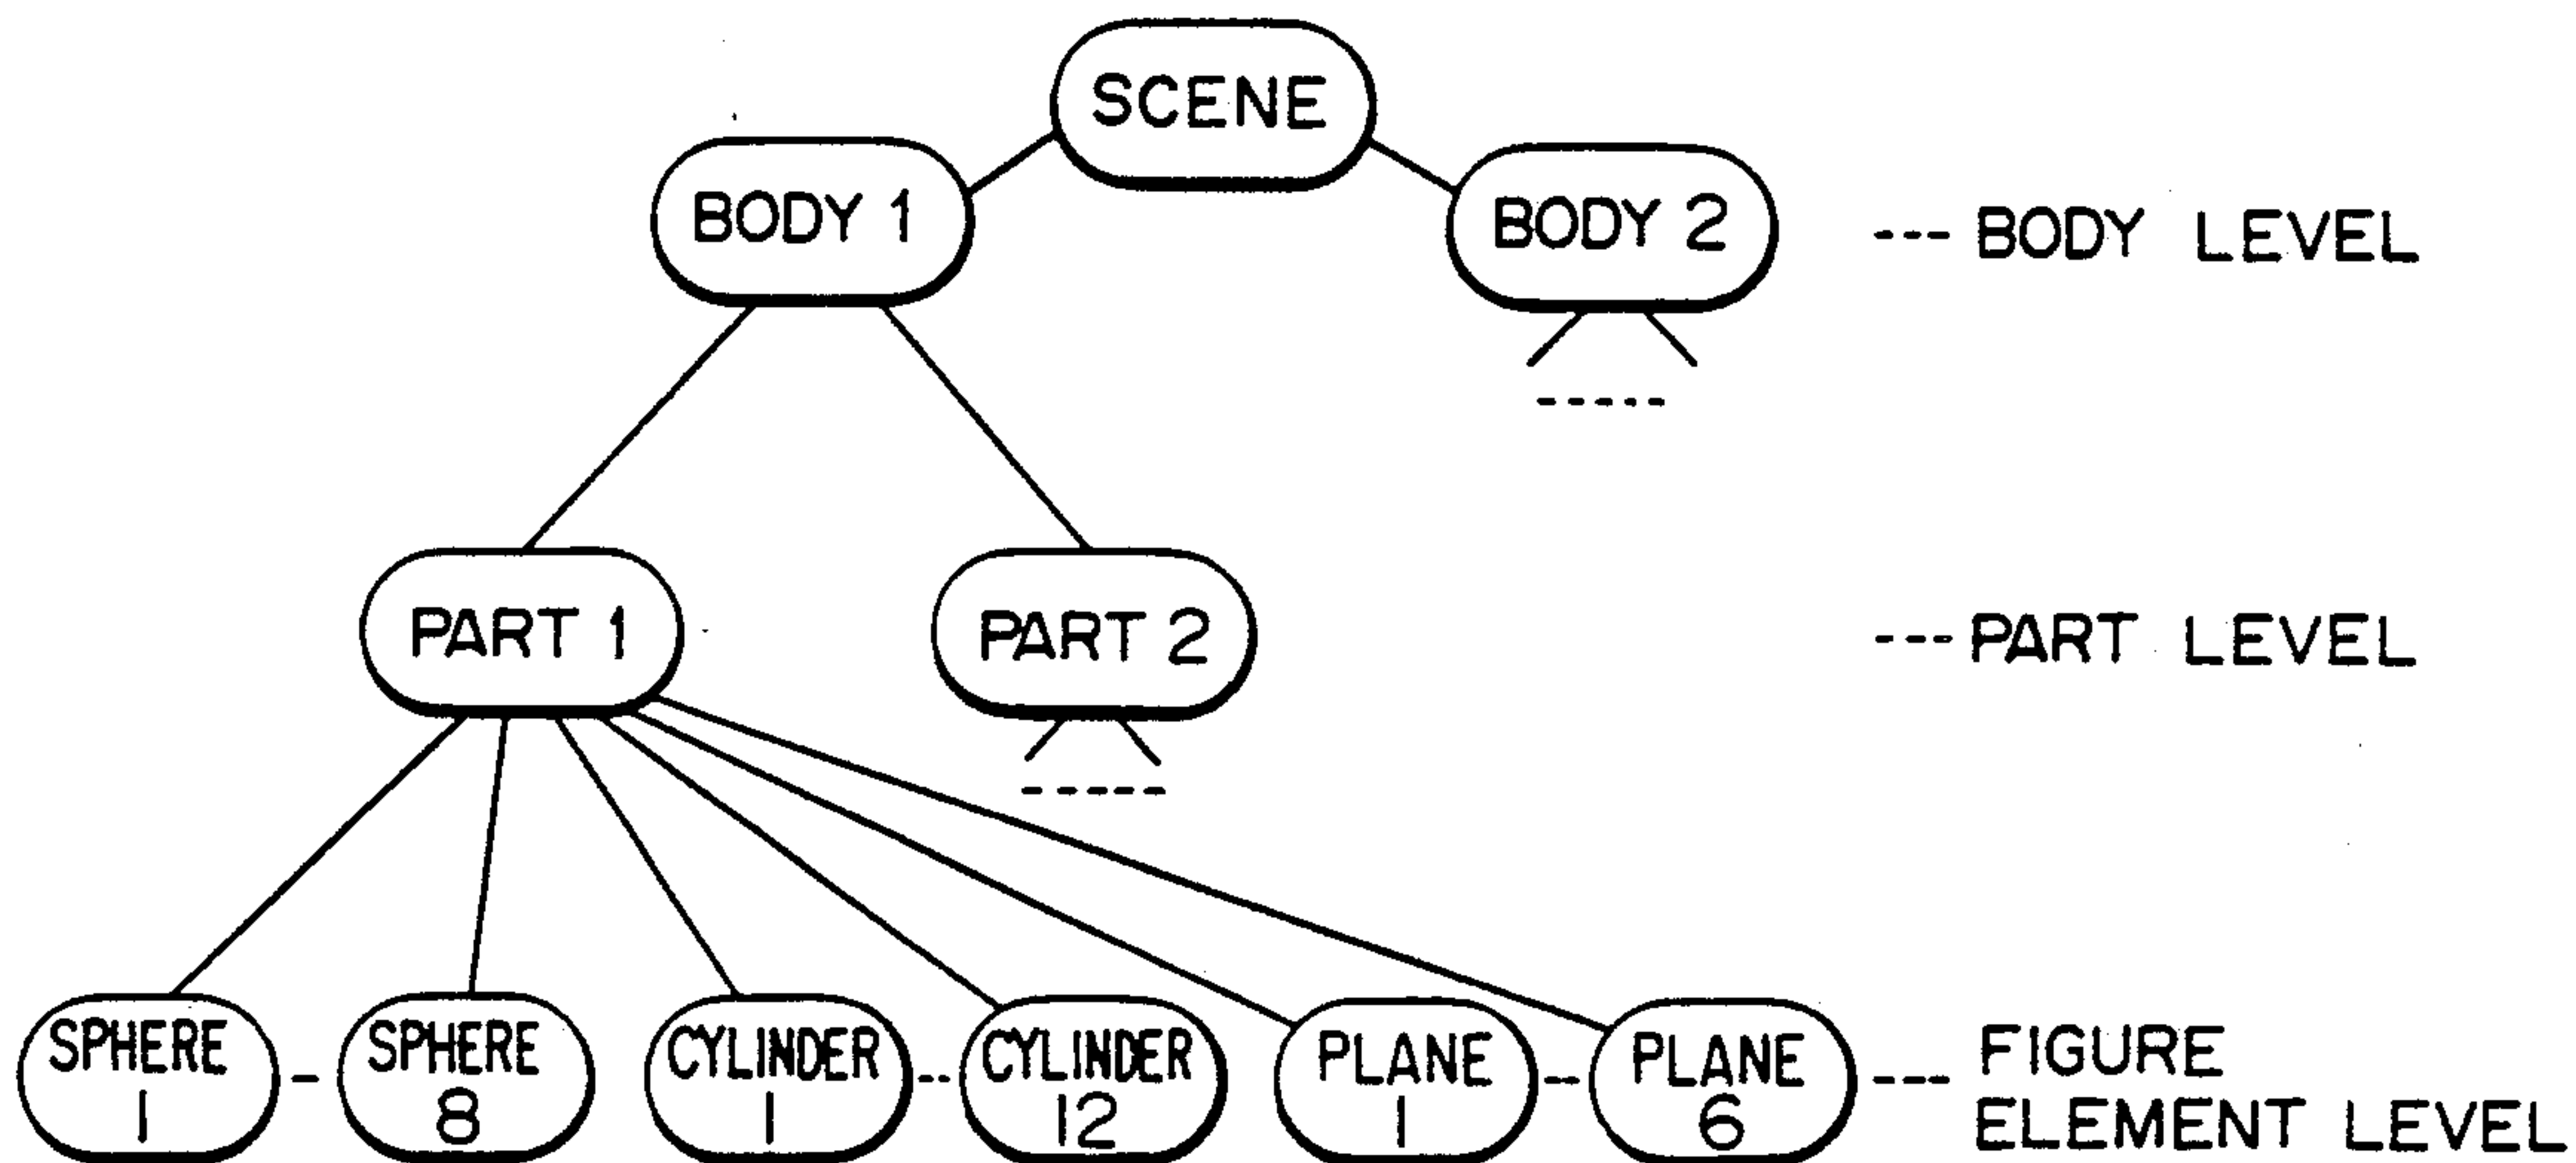 SCENE
BODY 1
BODY 2
--- BODY LEVEL
PART 1
PART 2
--- PART LEVEL
SPHERE
1
SPHERE
8
CYLINDER
1
CYLINDER
12
PLANE
1
PLANE
6
--- FIGURE
ELEMENT LEVEL